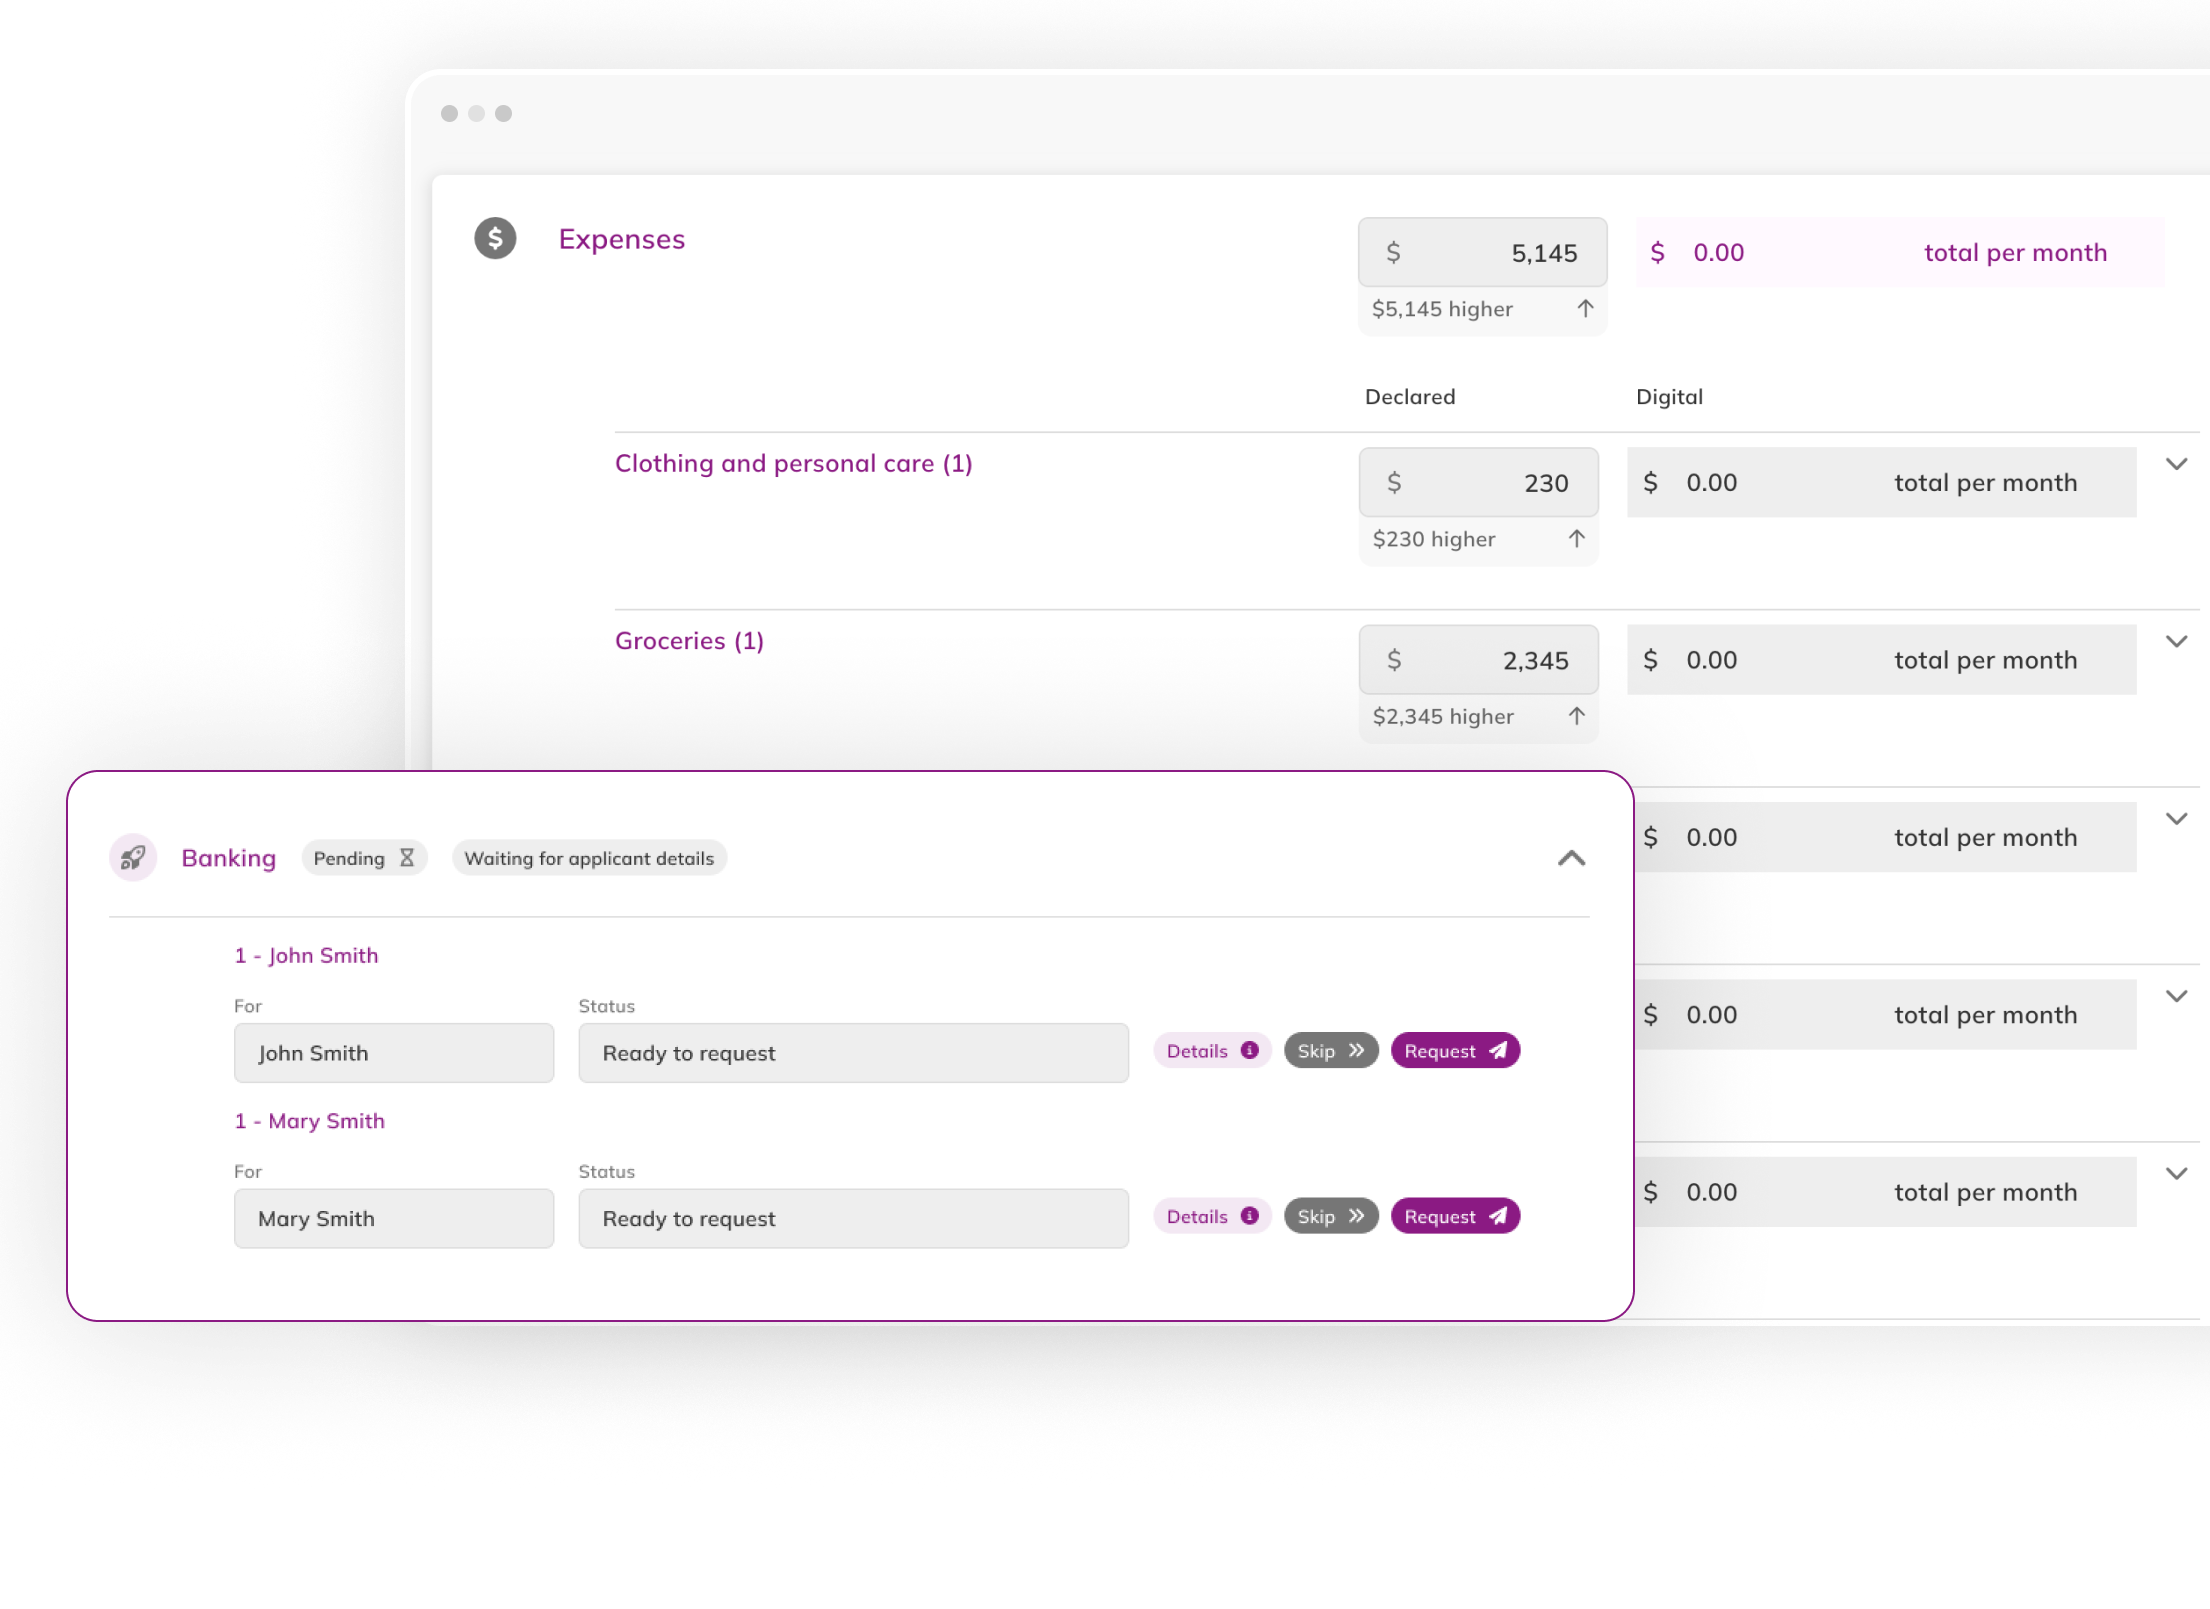 Expenses
$ 5,145
$ 0.00 total per month
$5,145 higher
Declared
Digital
Clothing and personal care (1)
$ 230
$ 0.00 total per month
$230 higher
Groceries (1)
$ 2,345
$ 0.00 total per month
$2,345 higher
$ 0.00 total per month
$ 0.00 total per month
$ 0.00 total per month
Banking
Pending
Waiting for applicant details
1 - John Smith
For
Status
John Smith
Ready to request
Details
Skip
Request
1 - Mary Smith
For
Status
Mary Smith
Ready to request
Details
Skip
Request